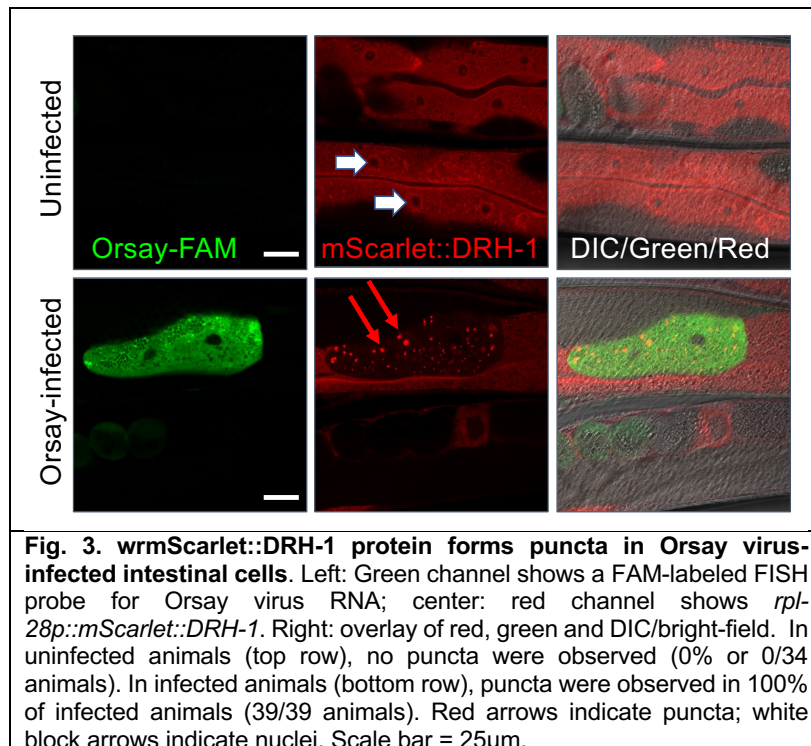 Uninfected
Orsay-FAM
mScarlet::DRH-1
DIC/Green/Red
Orsay-infected
Fig. 3. wrmScarlet::DRH-1 protein forms puncta in Orsay virus-
infected intestinal cells. Left: Green channel shows a FAM-labeled FISH
probe for Orsay virus RNA; center: red channel shows rpl-
28p::mScarlet::DRH-1. Right: overlay of red, green and DIC/bright-field. In
uninfected animals (top row), no puncta were observed (0% or 0/34
animals). In infected animals (bottom row), puncta were observed in 100%
of infected animals (39/39 animals). Red arrows indicate puncta; white
block arrows indicate nuclei. Scale bar = 25um.